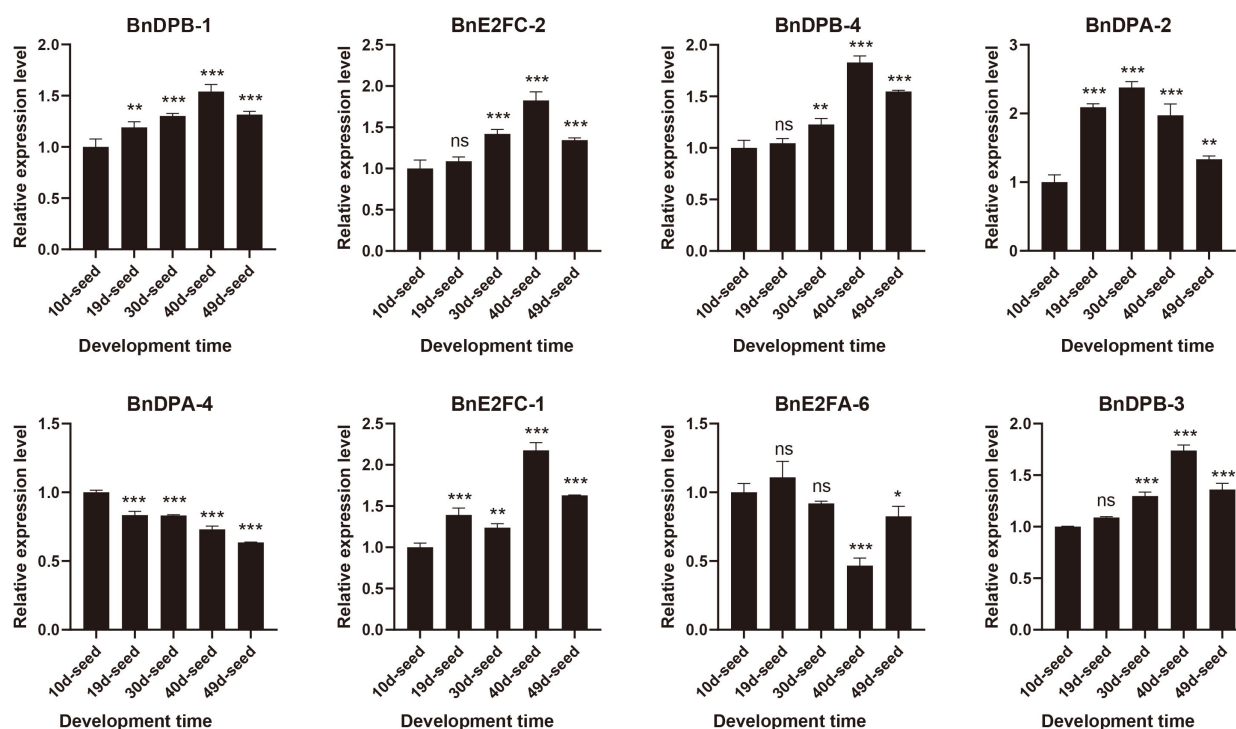 BnDPB-1
Relative expression level
2.0
1.5
1.0
0.5
0.0
**
***
***
***
10d-seed
19d-seed
30d-seed
40d-seed
49d-seed
Development time
BnE2FC-2
Relative expression level
2.5
2.0
1.5
1.0
0.5
0.0
ns
***
***
***
10d-seed
19d-seed
30d-seed
40d-seed
49d-seed
Development time
BnDPB-4
Relative expression level
2.0
1.5
1.0
0.5
0.0
ns
**
***
***
10d-seed
19d-seed
30d-seed
40d-seed
49d-seed
Development time
BnDPA-2
Relative expression level
3
2
1
0
***
***
***
**
10d-seed
19d-seed
30d-seed
40d-seed
49d-seed
Development time
BnDPA-4
Relative expression level
1.5
1.0
0.5
0.0
***
***
***
***
10d-seed
19d-seed
30d-seed
40d-seed
49d-seed
Development time
BnE2FC-1
Relative expression level
2.5
2.0
1.5
1.0
0.5
0.0
***
**
***
***
10d-seed
19d-seed
30d-seed
40d-seed
49d-seed
Development time
BnE2FA-6
Relative expression level
1.5
1.0
0.5
0.0
ns
ns
***
*
10d-seed
19d-seed
30d-seed
40d-seed
49d-seed
Development time
BnDPB-3
Relative expression level
2.0
1.5
1.0
0.5
0.0
ns
***
***
***
10d-seed
19d-seed
30d-seed
40d-seed
49d-seed
Development time